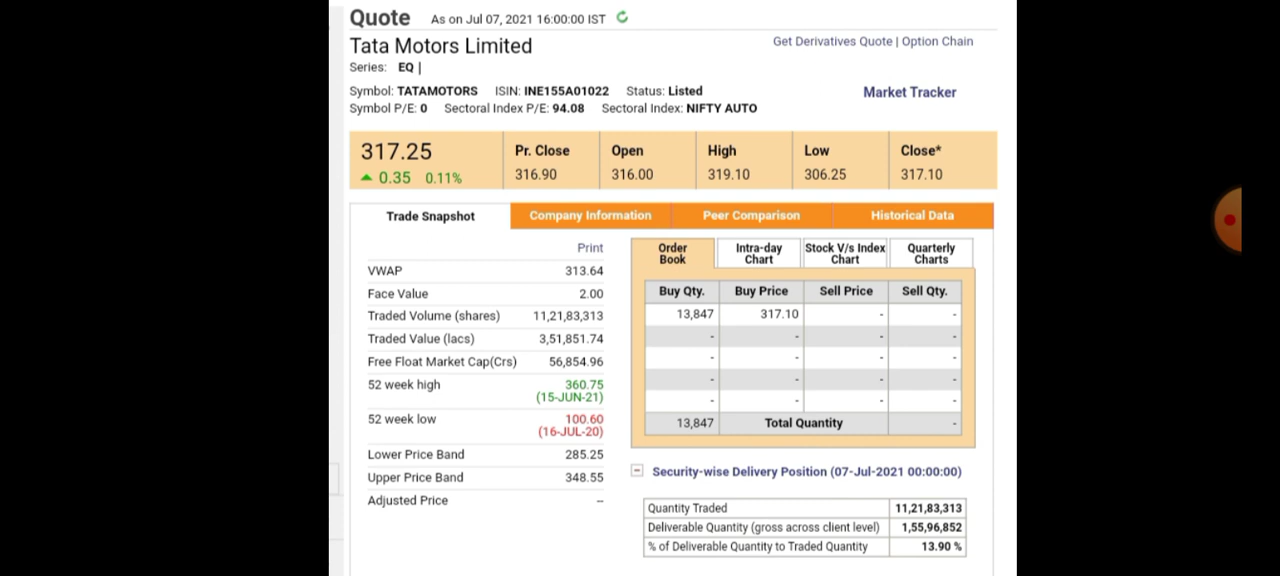 Quote As on Jul 07, 2021 16:00:00 IST
Tata Motors Limited
Get Derivatives Quote | Option Chain
Series: EQ |
Symbol: TATAMOTORS ISIN: INE155A01022 Status: Listed
Market Tracker
Symbol P/E: 0 Sectoral Index P/E: 94.08 Sectoral Index: NIFTY AUTO
317.25 Pr. Close Open High Low Close*
0.35 0.11% 316.90 316.00 319.10 306.25 317.10
Trade Snapshot Company Information Peer Comparison Historical Data
Print
VWAP 313.64
Face Value 2.00
Traded Volume (shares) 11,21,83,313
Traded Value (lacs) 3,51,851.74
Free Float Market Cap(Crs) 56,854.96
52 week high 360.75
(15-JUN-21)
52 week low 100.60
(16-JUL-20)
Lower Price Band 285.25
Upper Price Band 348.55
Adjusted Price --
Order Intra-day Stock V/s Index Quarterly
Book Chart Chart Charts
Buy Qty. Buy Price Sell Price Sell Qty.
13,847 317.10 - -
- - - -
- - - -
- - - -
- - - -
13,847 Total Quantity -
Security-wise Delivery Position (07-Jul-2021 00:00:00)
Quantity Traded 11,21,83,313
Deliverable Quantity (gross across client level) 1,55,96,852
% of Deliverable Quantity to Traded Quantity 13.90 %